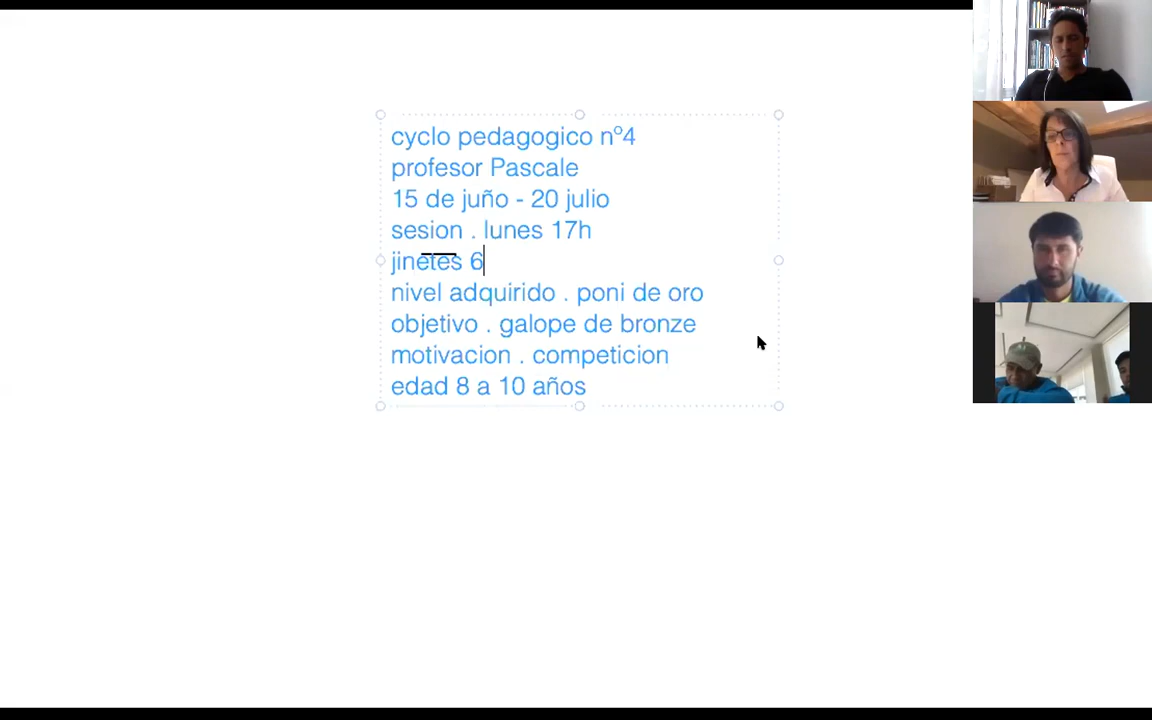 cyclo pedagogico nº4
profesor Pascale
15 de juño - 20 julio
sesion . lunes 17h
jinetes 6
nivel adquirido . poni de oro
objetivo . galope de bronze
motivacion . competicion
edad 8 a 10 años